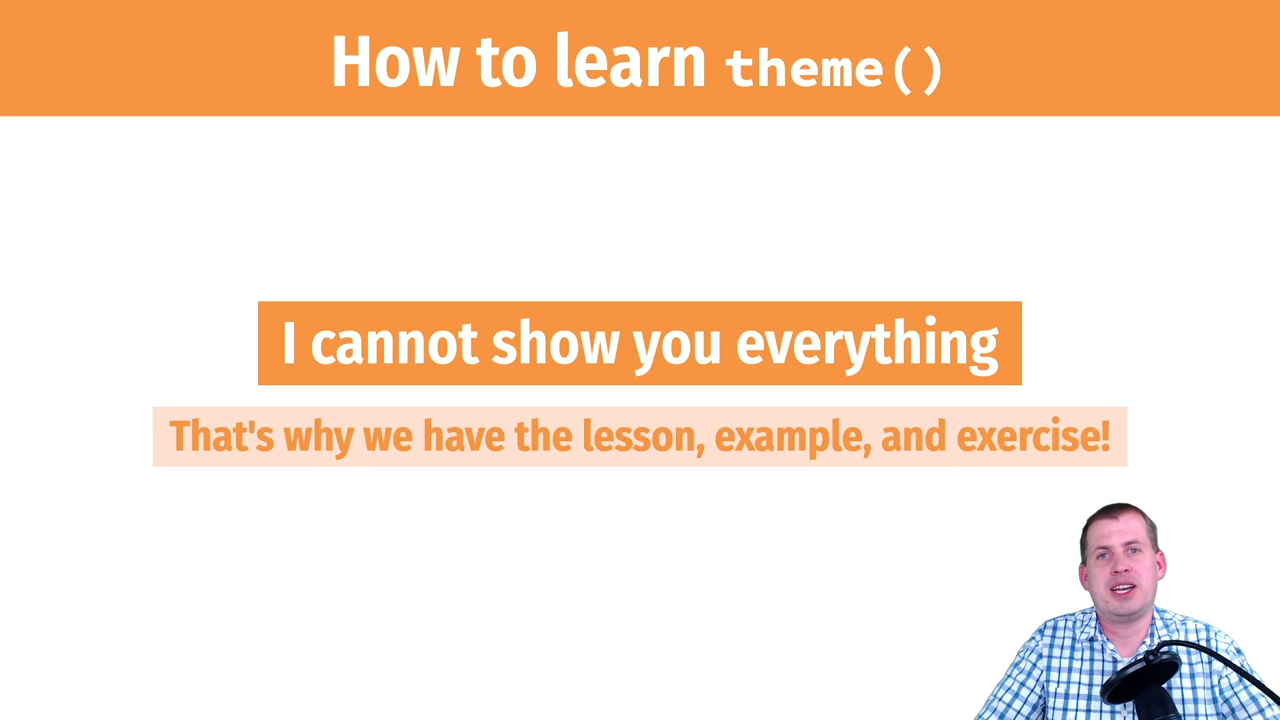 How to learn theme()
I cannot show you everything
That's why we have the lesson, example, and exercise!